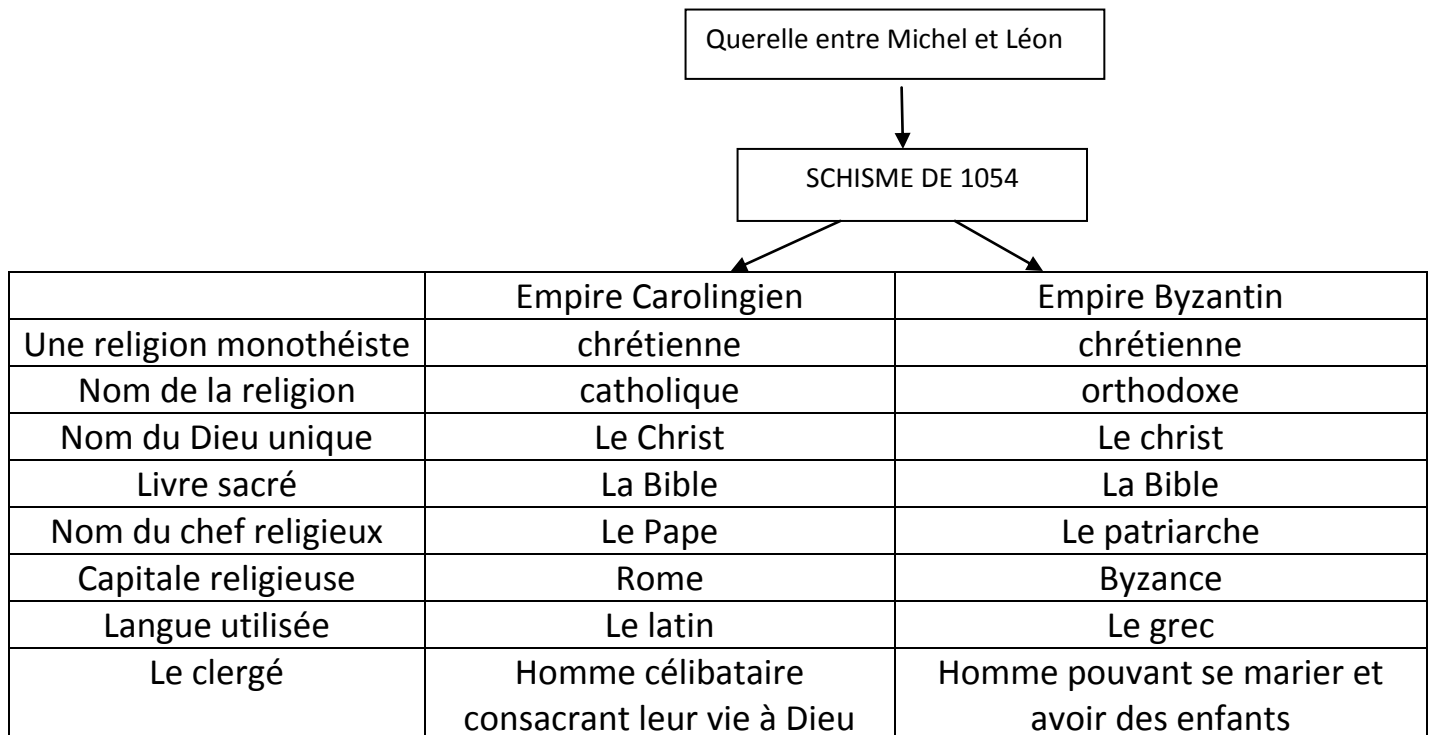 Querelle entre Michel et Léon
SCHISME DE 1054
Empire Carolingien Empire Byzantin
Une religion monothéiste chrétienne chrétienne
Nom de la religion catholique orthodoxe
Nom du Dieu unique Le Christ Le christ
Livre sacré La Bible La Bible
Nom du chef religieux Le Pape Le patriarche
Capitale religieuse Rome Byzance
Langue utilisée Le latin Le grec
Le clergé Homme célibataire Homme pouvant se marier et
consacrant leur vie à Dieu avoir des enfants